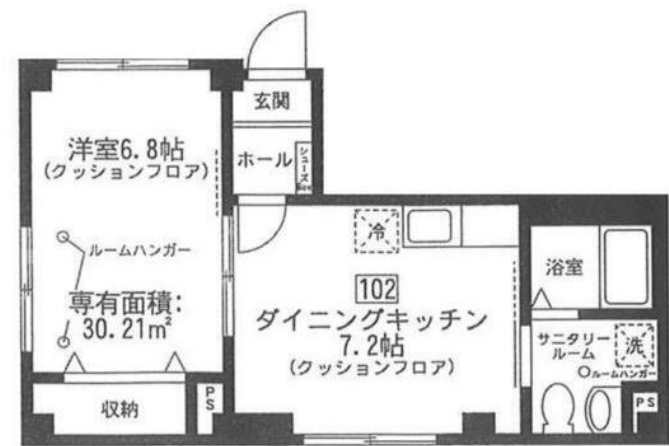 玄関
ホール
シューズBox
洋室6.8帖
(クッションフロア)
ルームハンガー
専有面積:
30.21㎡
収納
PS
冷
102
ダイニングキッチン
7.2帖
(クッションフロア)
浴室
サニタリー
ルーム
洗
ルームハンガー
PS